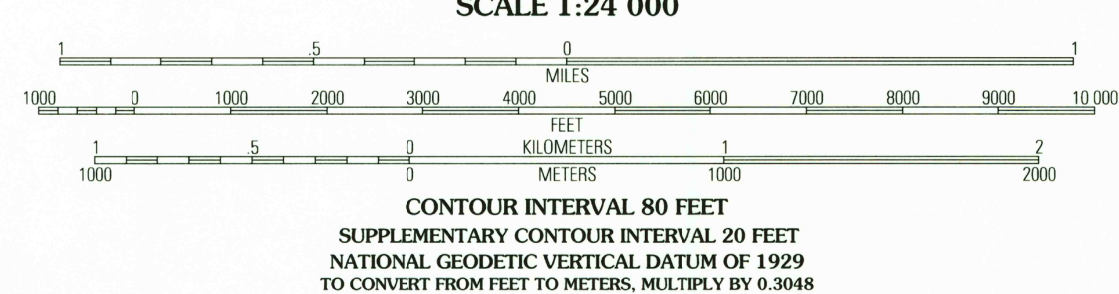 SCALE 1:24 000
1 .5 0 1
MILES
1000 0 1000 2000 3000 4000 5000 6000 7000 8000 9000 10 000
FEET
1 .5 0 KILOMETERS 1 2
1000 0 METERS 1000 2000
CONTOUR INTERVAL 80 FEET
SUPPLEMENTARY CONTOUR INTERVAL 20 FEET
NATIONAL GEODETIC VERTICAL DATUM OF 1929
TO CONVERT FROM FEET TO METERS, MULTIPLY BY 0.3048